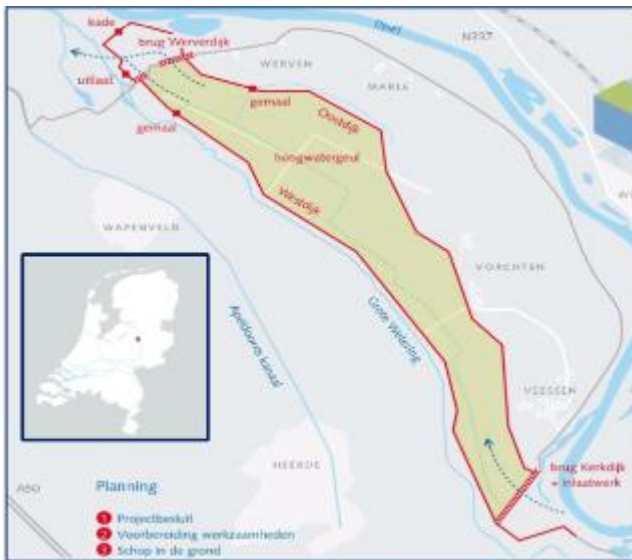 kade
IJssel
N337
brug Werverdijk
WERVEN
MARLE
uitlaat
gemaal
gemaal
Oostdijk
hoogwatergeul
Westdijk
WAPENVELD
VORCHTEN
Apeldoorns kanaal
Grote Wetering
VEESSEN
HEERDE
brug Kerkdijk
+ inlaatwerk
A50
Planning
1 Projectbesluit
2 Voorbereiding werkzaamheden
3 Schop in de grond